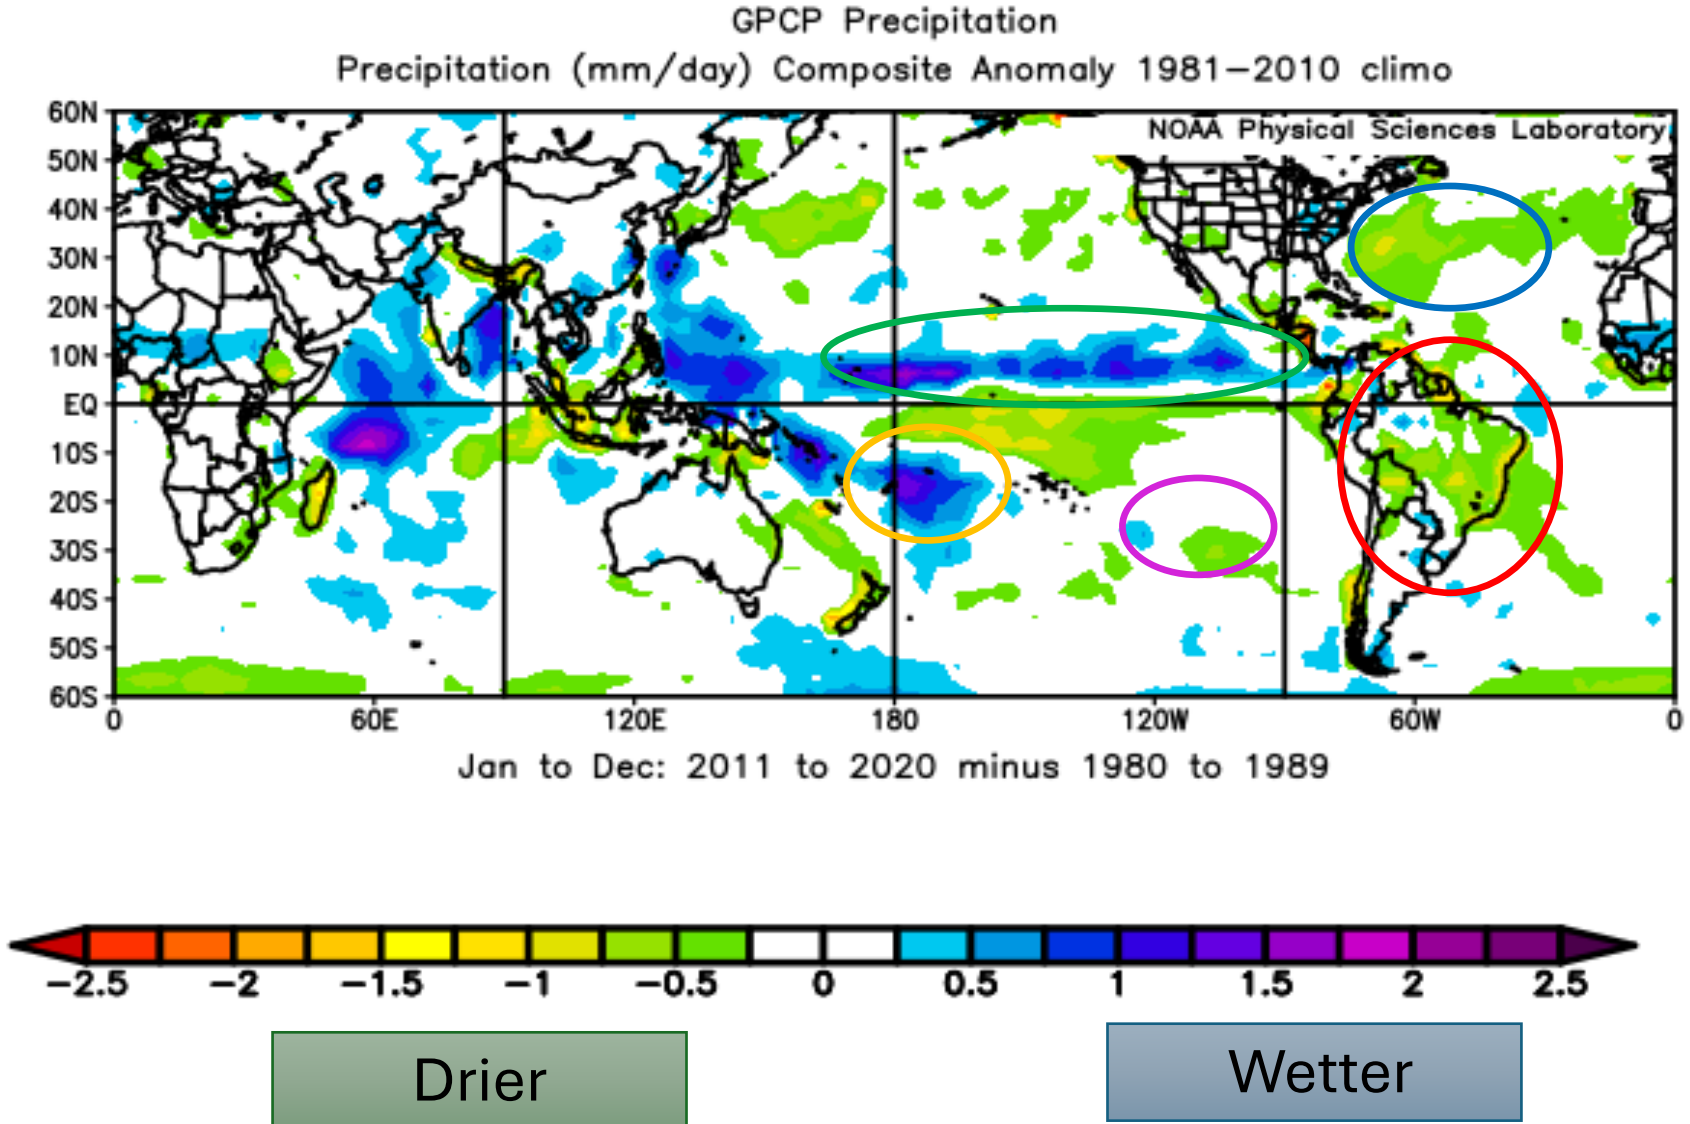 GPCP Precipitation
Precipitation (mm/day) Composite Anomaly 1981-2010 climo
NOAA Physical Sciences Laboratory
60N
50N
40N
30N
20N
10N
EQ
10S
20S
30S
40S
50S
60S
0 60E 120E 180 120W 60W 0
Jan to Dec: 2011 to 2020 minus 1980 to 1989
-2.5 -2 -1.5 -1 -0.5 0 0.5 1 1.5 2 2.5
Drier Wetter